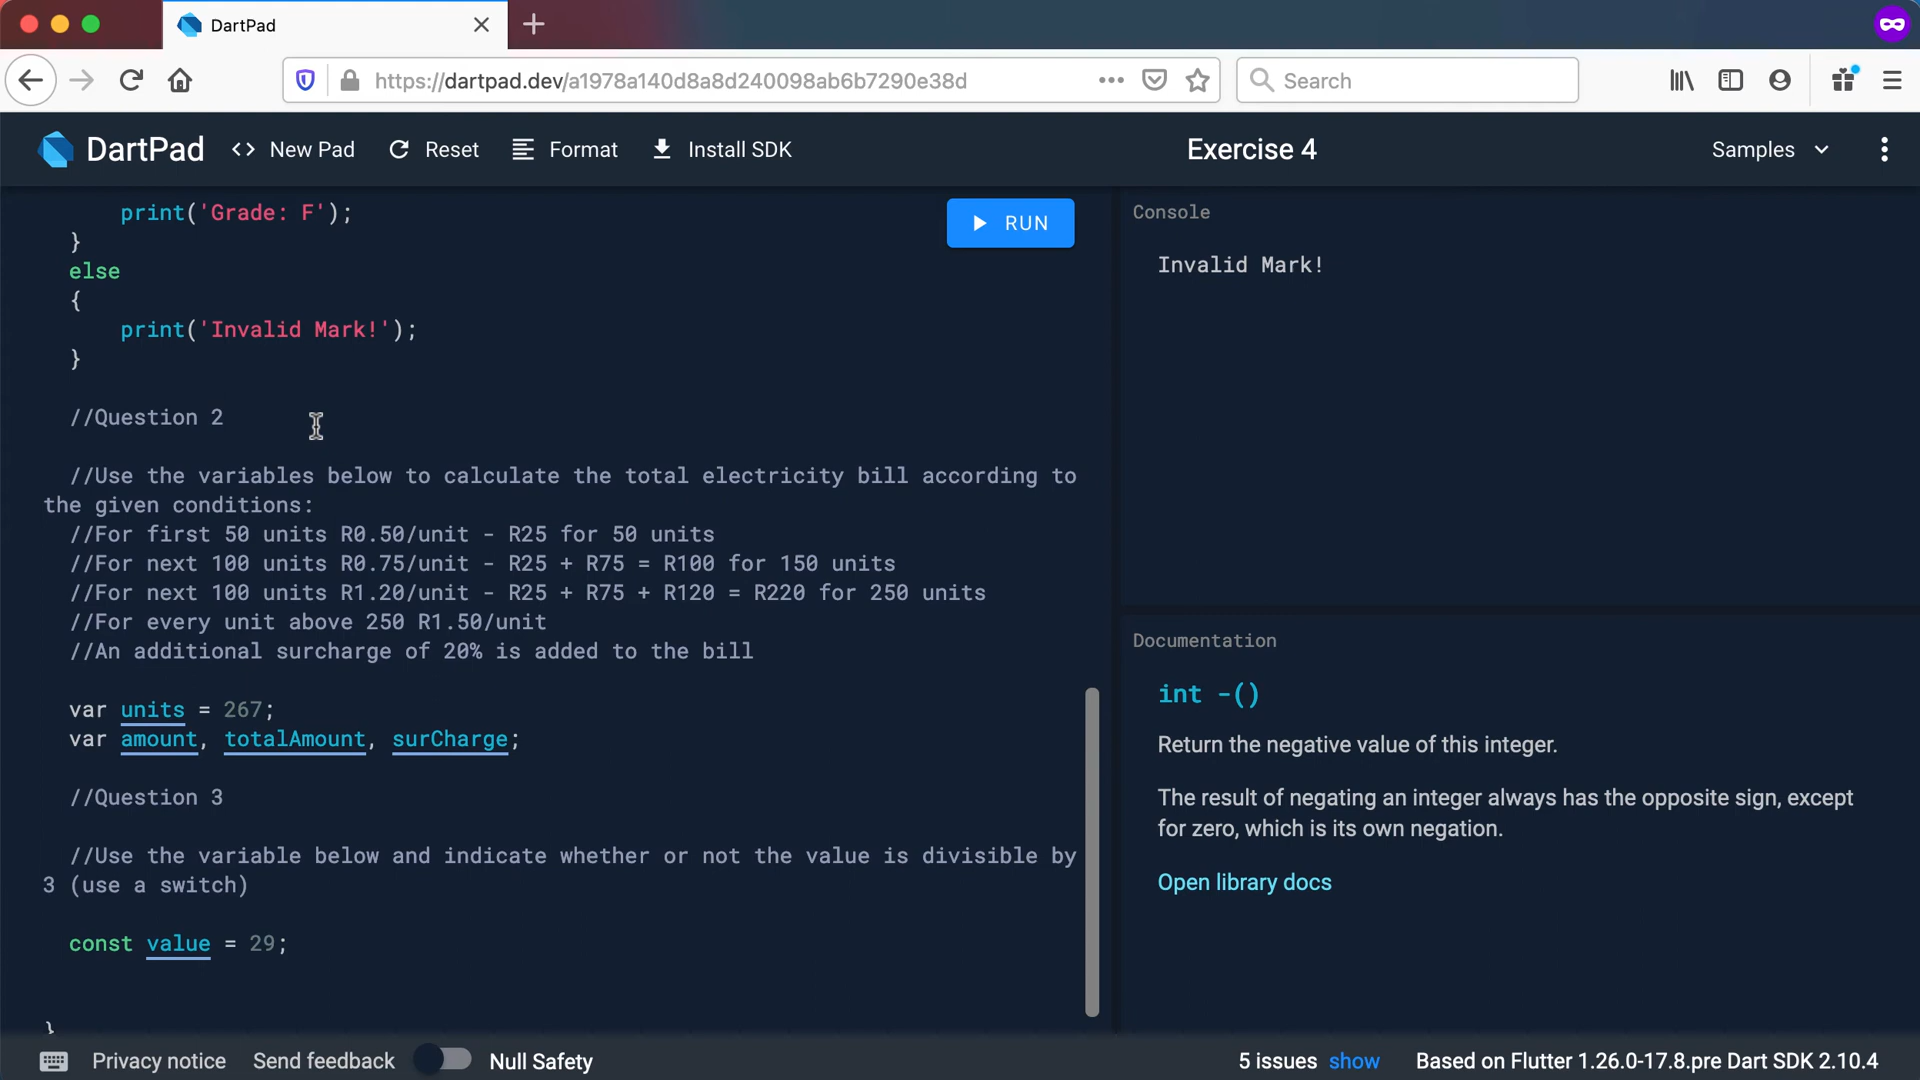 DartPad
https://dartpad.dev/a1978a140d8a8d240098ab6b7290e38d
Search
DartPad
<> New Pad
Reset
Format
Install SDK
Exercise 4
Samples
print('Grade: F');
}
else
{
print('Invalid Mark!');
}
//Question 2
//Use the variables below to calculate the total electricity bill according to
the given conditions:
//For first 50 units R0.50/unit - R25 for 50 units
//For next 100 units R0.75/unit - R25 + R75 = R100 for 150 units
//For next 100 units R1.20/unit - R25 + R75 + R120 = R220 for 250 units
//For every unit above 250 R1.50/unit
//An additional surcharge of 20% is added to the bill
var units = 267;
var amount, totalAmount, surCharge;
//Question 3
//Use the variable below and indicate whether or not the value is divisible by
3 (use a switch)
const value = 29;
}
RUN
Console
Invalid Mark!
Documentation
int -()
Return the negative value of this integer.
The result of negating an integer always has the opposite sign, except
for zero, which is its own negation.
Open library docs
Privacy notice
Send feedback
Null Safety
5 issues show
Based on Flutter 1.26.0-17.8.pre Dart SDK 2.10.4